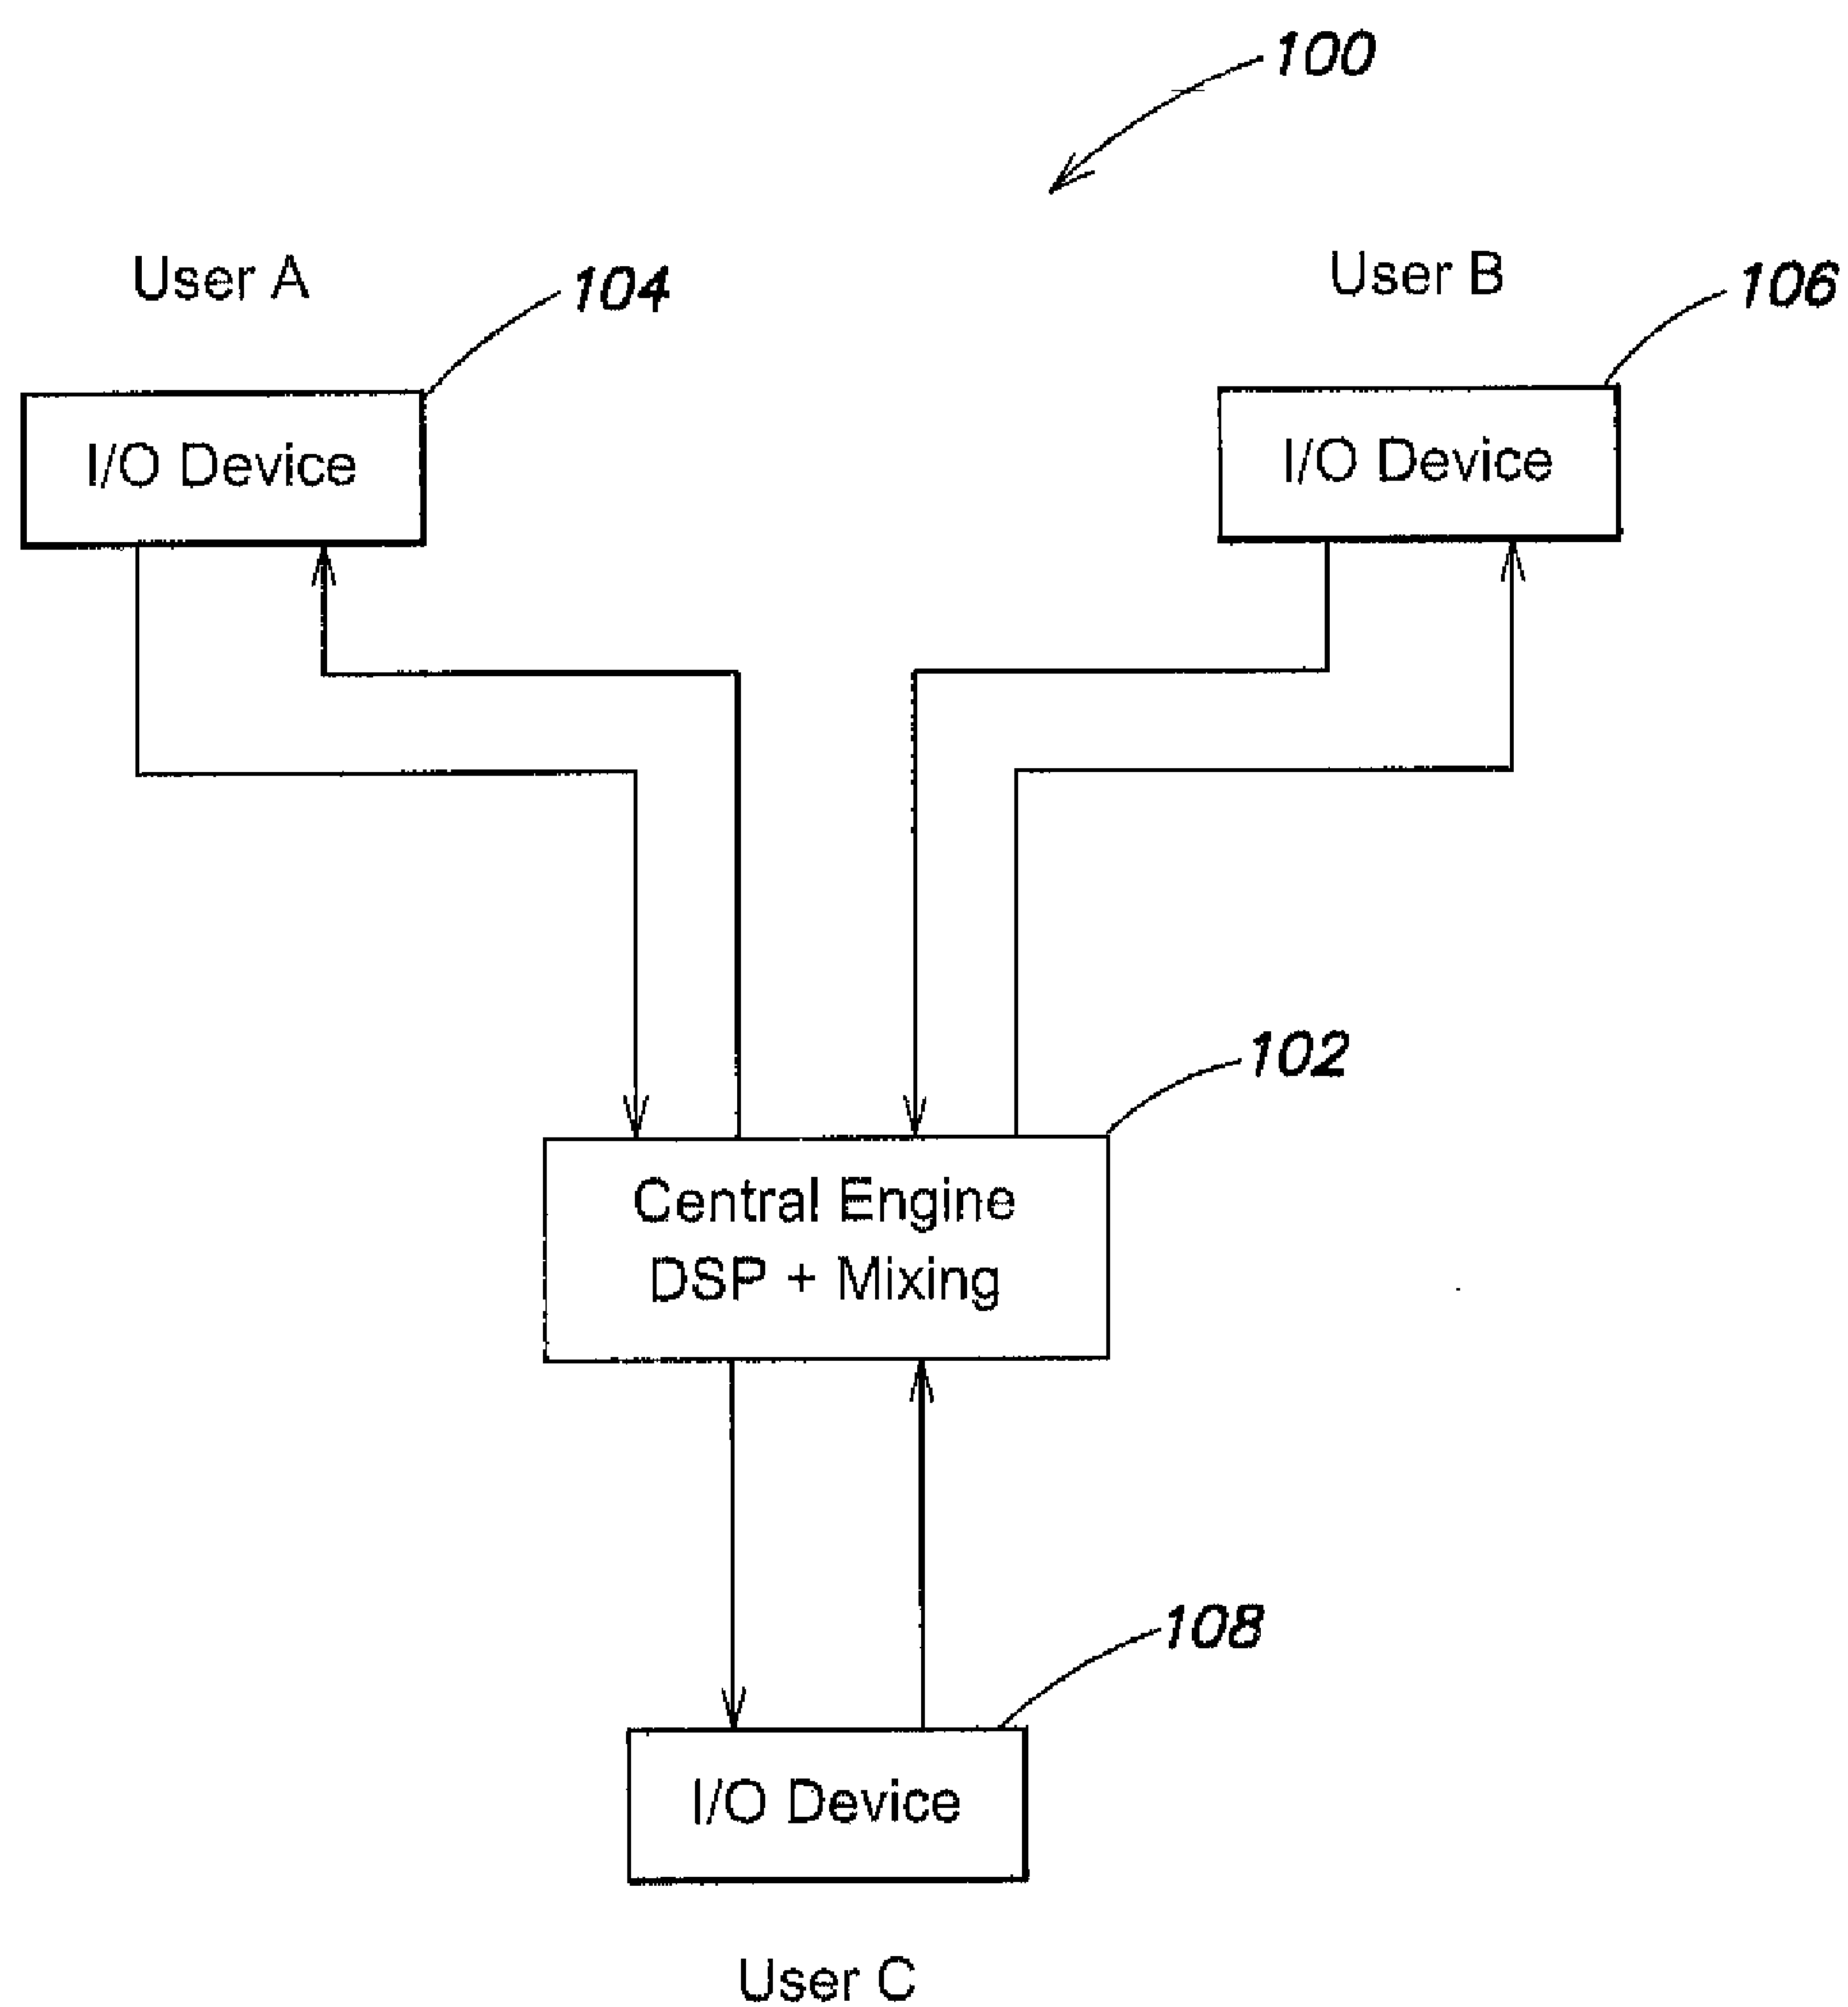 100
User A
104
User B
106
I/O Device
I/O Device
102
Central Engine
DSP + Mixing
108
I/O Device
User C